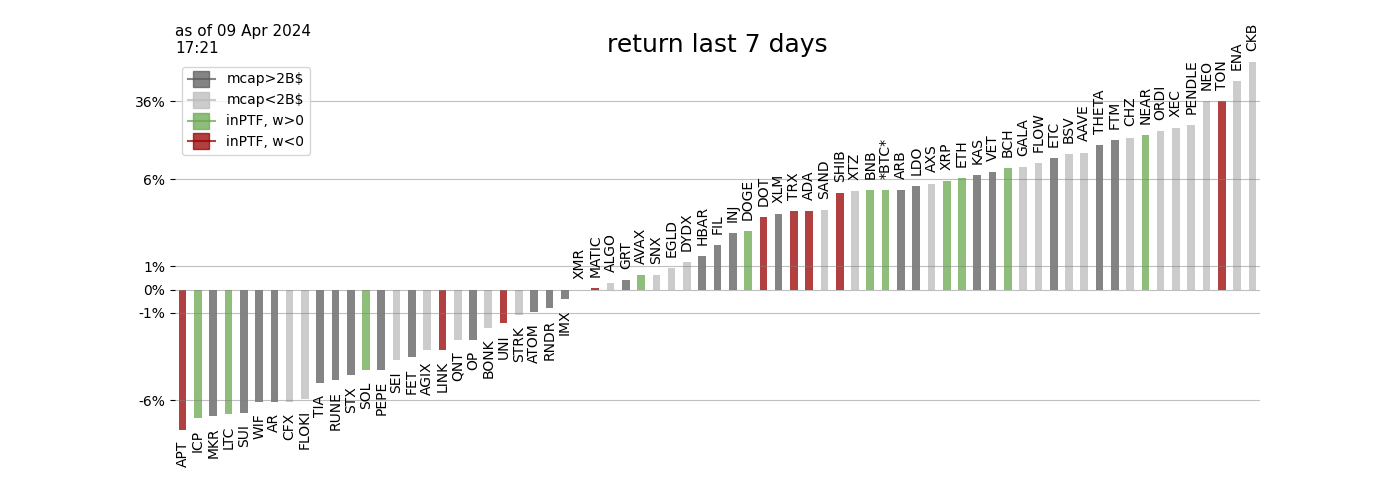 as of 09 Apr 2024
17:21
return last 7 days
mcap>2B$
mcap<2B$
inPTF, w>0
inPTF, w<0
36%
6%
1%
0%
-1%
-6%
APT
ICP
MKR
LTC
SUI
WIF
AR
CFX
FLOKI
TIA
RUNE
STX
SOL
PEPE
SEI
FET
AGIX
LINK
QNT
OP
BONK
UNI
STRK
ATOM
RNDR
IMX
XMR
MATIC
ALGO
GRT
AVAX
SNX
EGLD
DYDX
HBAR
FIL
INJ
DOGE
DOT
XLM
TRX
ADA
SAND
SHIB
XTZ
BNB
*BTC*
ARB
LDO
AXS
XRP
ETH
KAS
VET
BCH
GALA
FLOW
ETC
BSV
AAVE
THETA
FTM
CHZ
NEAR
ORDI
XEC
PENDLE
NEO
TON
ENA
CKB